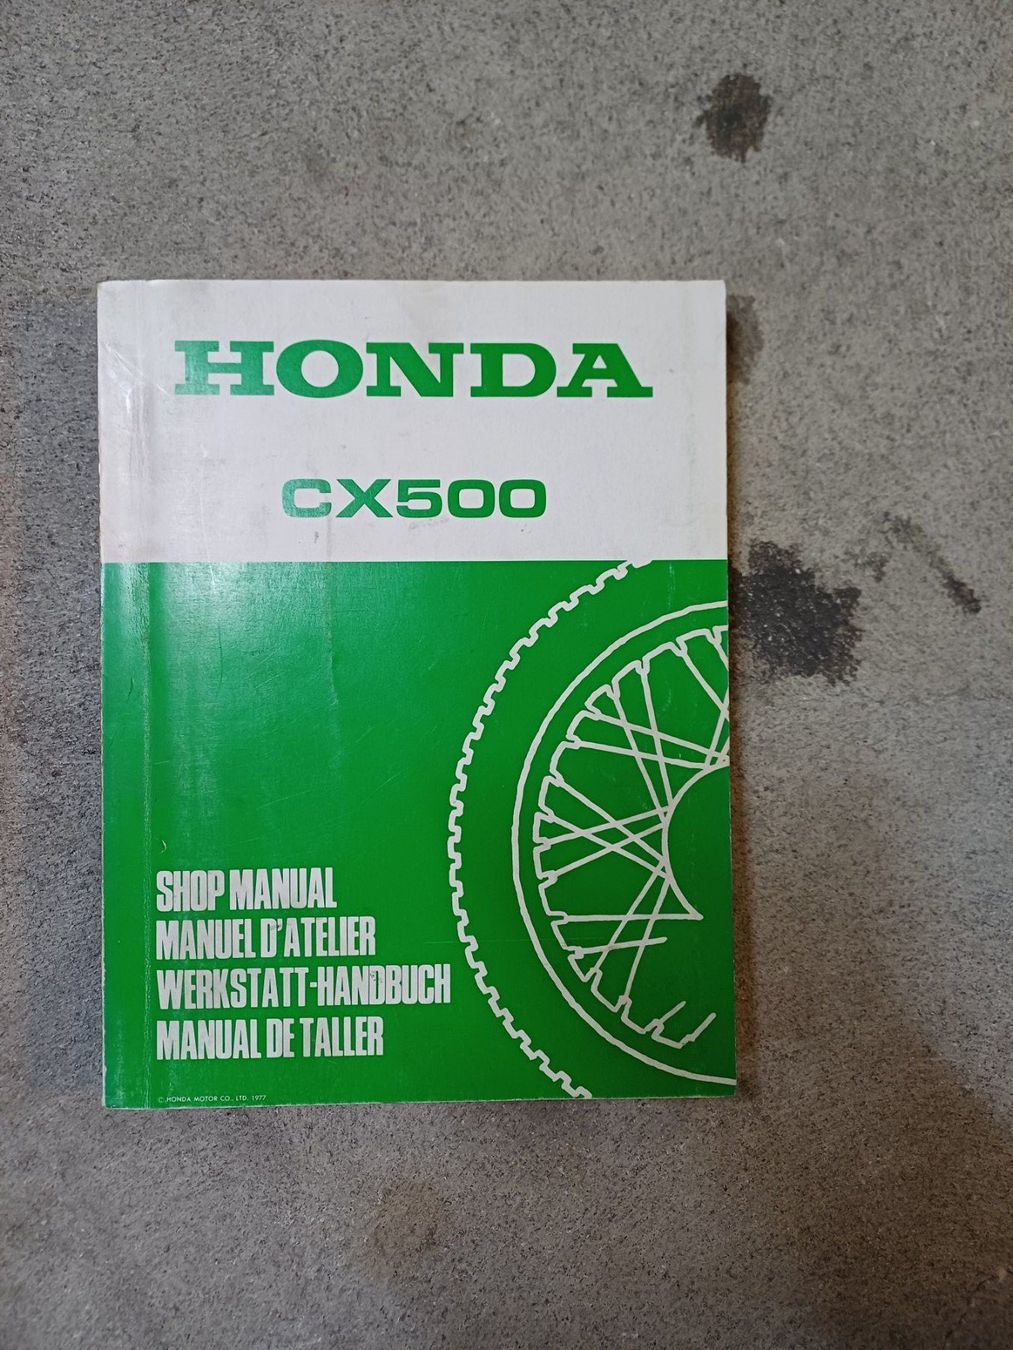 HONDA
CX500
SHOP MANUAL
MANUEL D'ATELIER
WERKSTATT-HANDBUCH
MANUAL DE TALLER
© HONDA MOTOR CO., LTD. 1977